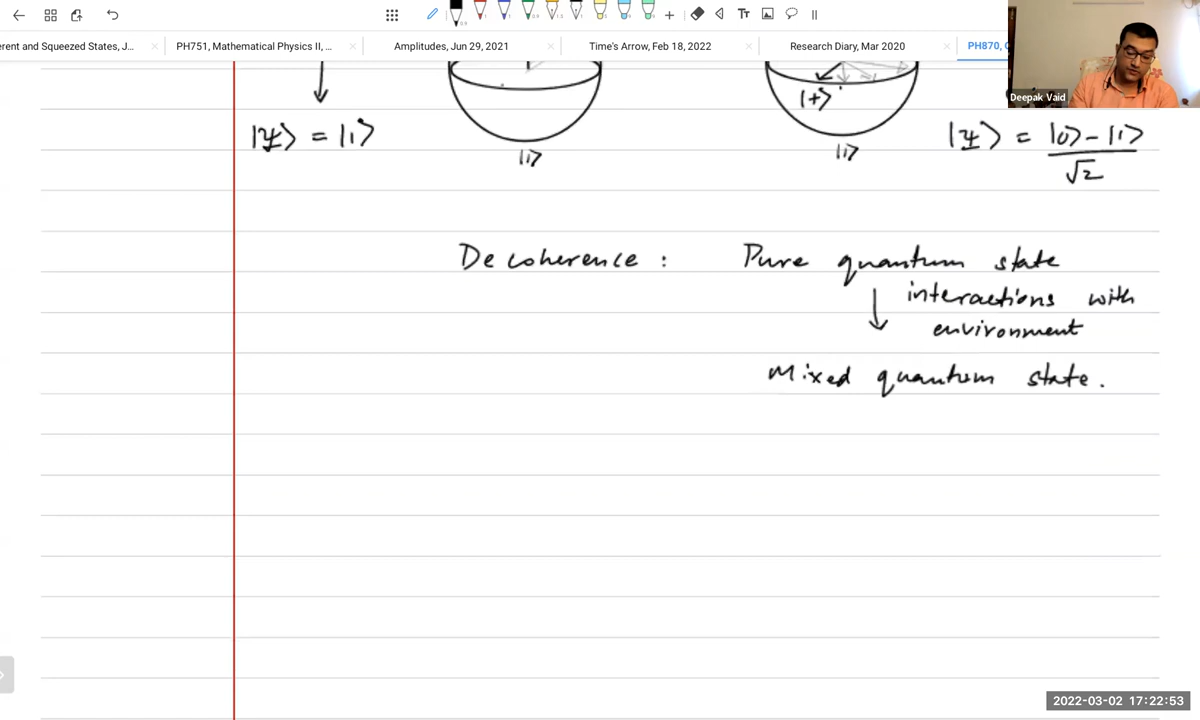 erent and Squeezed States, J...
PH751, Mathematical Physics II, ...
Amplitudes, Jun 29, 2021
Time's Arrow, Feb 18, 2022
Research Diary, Mar 2020
PH870, Q
Deepak Vaid
|+⟩
|Ψ⟩ = |1⟩
|1⟩
|1⟩
|Ψ⟩ = |0⟩ - |1⟩
√2
Decoherence : Pure quantum state
↓ interactions with
environment
Mixed quantum state.
2022-03-02 17:22:53